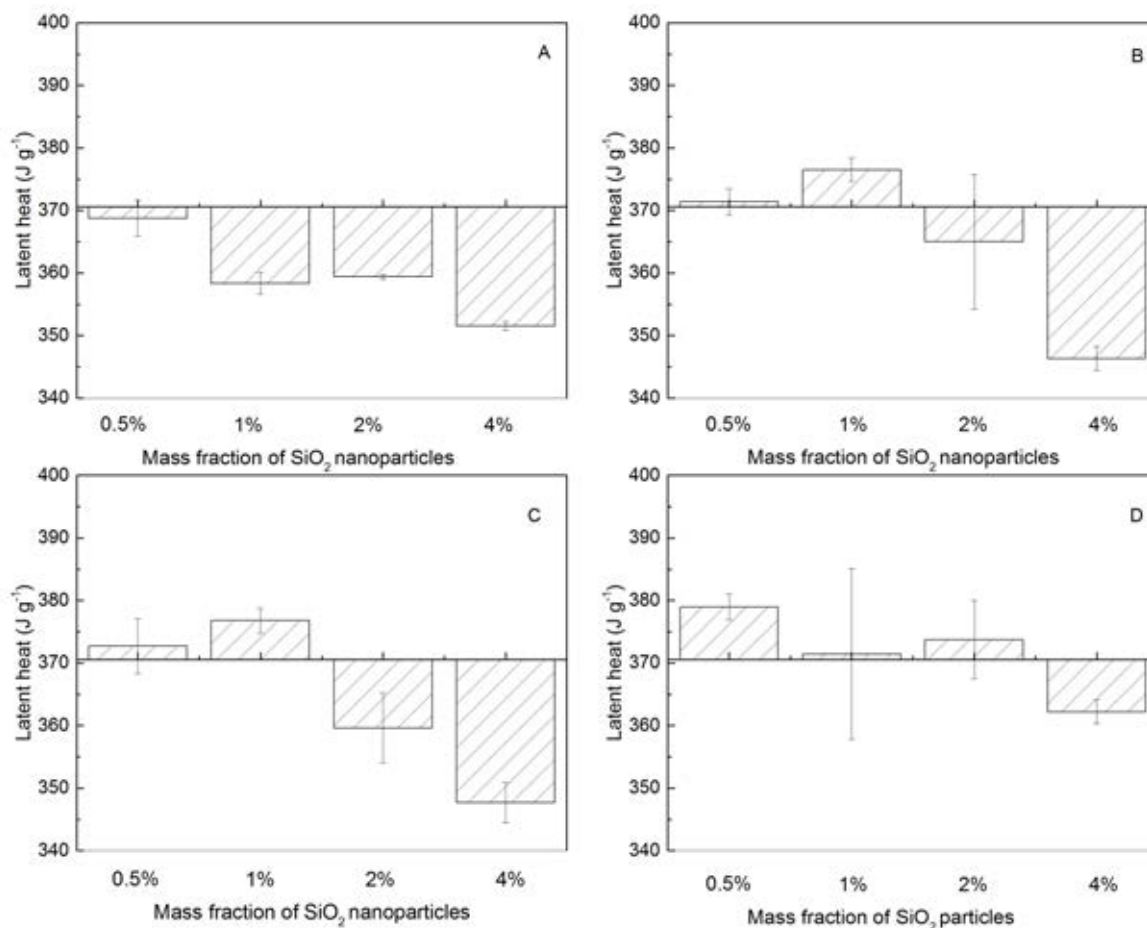 A
Latent heat (J g⁻¹)
400
390
380
370
360
350
340
0.5% 1% 2% 4%
Mass fraction of SiO₂ nanoparticles
B
Latent heat (J g⁻¹)
400
390
380
370
360
350
340
0.5% 1% 2% 4%
Mass fraction of SiO₂ nanoparticles
C
Latent heat (J g⁻¹)
400
390
380
370
360
350
340
0.5% 1% 2% 4%
Mass fraction of SiO₂ nanoparticles
D
Latent heat (J g⁻¹)
400
390
380
370
360
350
340
0.5% 1% 2% 4%
Mass fraction of SiO₂ particles